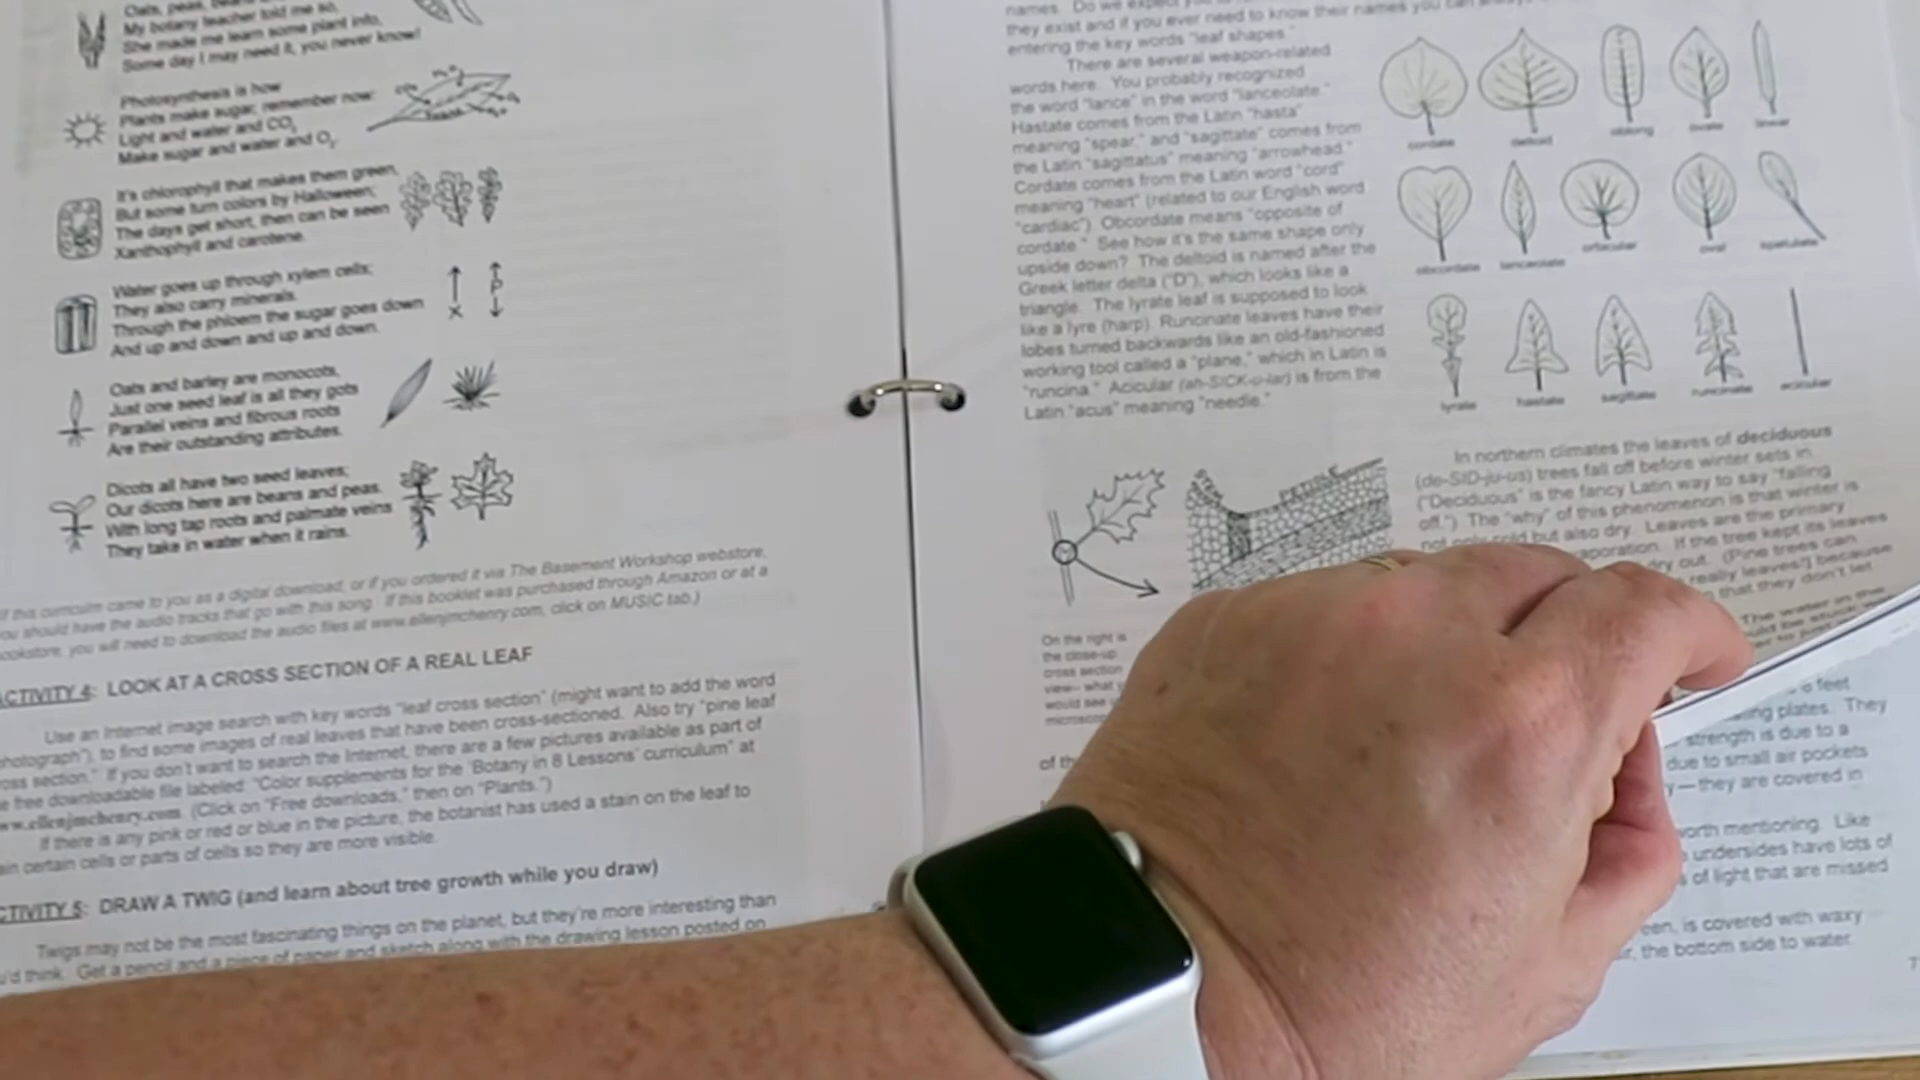 Oats, peas,
My botany teacher told me so,
She made me learn some plant info,
Some day I may need it, you never know!
Photosynthesis is how
Plants make sugar, remember now:
Light and water and CO2
Make sugar and water and O2.
It's chlorophyll that makes them green,
But some turn colors by Halloween;
The days get short, then can be seen
Xanthophyll and carotene.
Water goes up through xylem cells;
They also carry minerals.
Through the phloem the sugar goes down
And up and down and up and down.
X
P
Oats and barley are monocots,
Just one seed leaf is all they gots
Parallel veins and fibrous roots
Are their outstanding attributes.
Dicots all have two seed leaves;
Our dicots here are beans and peas.
With long tap roots and palmate veins
They take in water when it rains.
If this curriculm came to you as a digital download, or if you ordered it via The Basement Workshop webstore,
you should have the audio tracks that go with this song. If this booklet was purchased through Amazon or at a
bookstore, you will need to download the audio files at www.ellenjmchenry.com, click on MUSIC tab.)
ACTIVITY 4: LOOK AT A CROSS SECTION OF A REAL LEAF
Use an Internet image search with key words "leaf cross section" (might want to add the word
photograph"), to find some images of real leaves that have been cross-sectioned. Also try "pine leaf
ross section." If you don't want to search the Internet, there are a few pictures available as part of
e free downloadable file labeled: "Color supplements for the 'Botany in 8 Lessons' curriculum" at
ww.ellenjmchenry.com. (Click on "Free downloads," then on "Plants.")
If there is any pink or red or blue in the picture, the botanist has used a stain on the leaf to
ain certain cells or parts of cells so they are more visible.
CTIVITY 5: DRAW A TWIG (and learn about tree growth while you draw)
Twigs may not be the most fascinating things on the planet, but they're more interesting than
u'd think. Get a pencil and a piece of paper and sketch along with the drawing lesson posted on
names. Do we expect you
they exist and if you ever need to know their names you can
entering the key words "leaf shapes."
There are several weapon-related
words here. You probably recognized
the word "lance" in the word "lanceolate."
Hastate comes from the Latin "hasta"
meaning "spear," and "sagittate" comes from
the Latin "sagittatus" meaning "arrowhead."
Cordate comes from the Latin word "cord"
meaning "heart" (related to our English word
"cardiac"). Obcordate means "opposite of
cordate." See how it's the same shape only
upside down? The deltoid is named after the
Greek letter delta ("D"), which looks like a
triangle. The lyrate leaf is supposed to look
like a lyre (harp). Runcinate leaves have their
lobes turned backwards like an old-fashioned
working tool called a "plane," which in Latin is
"runcina." Acicular (ah-SICK-u-lar) is from the
Latin "acus" meaning "needle."
cordate deltoid oblong ovate linear
obcordate lanceolate orbicular oval spatulate
lyrate hastate sagittate runcinate acicular
STEM PETIOLE
On the right is
the close-up
cross section
view-- what
would see
microscop
In northern climates the leaves of deciduous
(de-SID-ju-us) trees fall off before winter sets in.
("Deciduous" is the fancy Latin way to say "falling
off.") The "why" of this phenomenon is that winter is
not only cold but also dry. Leaves are the primary
aporation. If the tree kept its leaves
dry out. (Pine trees can
really leaves!) because
that they don't let
The water in the
of th
feet
ing plates. They
strength is due to a
due to small air pockets
y—they are covered in
worth mentioning. Like
undersides have lots of
s of light that are missed
een, is covered with waxy
r, the bottom side to water.
7